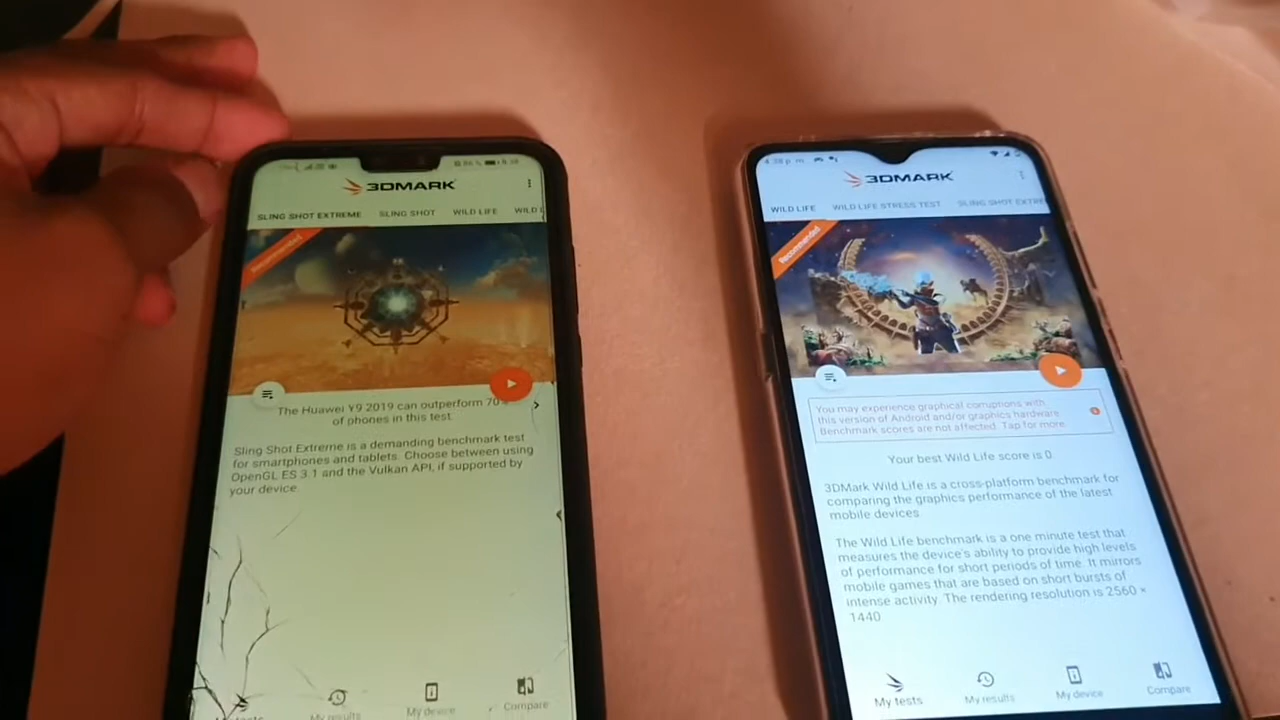 3DMARK
SLING SHOT EXTREME SLING SHOT WILD LIFE WILD L
Recommended
The Huawei Y9 2019 can outperform 70%
of phones in this test.
Sling Shot Extreme is a demanding benchmark test
for smartphones and tablets. Choose between using
OpenGL ES 3.1 and the Vulkan API, if supported by
your device
My results
My device
Compare
4:38 p. m.
3DMARK
WILD LIFE WILD LIFE STRESS TEST SLING SHOT EXTRE
Recommended
You may experience graphical corruptions with
this version of Android and/or graphics hardware.
Benchmark scores are not affected. Tap for more.
Your best Wild Life score is 0.
3DMark Wild Life is a cross-platform benchmark for
comparing the graphics performance of the latest
mobile devices.
The Wild Life benchmark is a one minute test that
measures the device's ability to provide high levels
of performance for short periods of time. It mirrors
mobile games that are based on short bursts of
intense activity. The rendering resolution is 2560 ×
1440
My tests
My results
My device
Compare